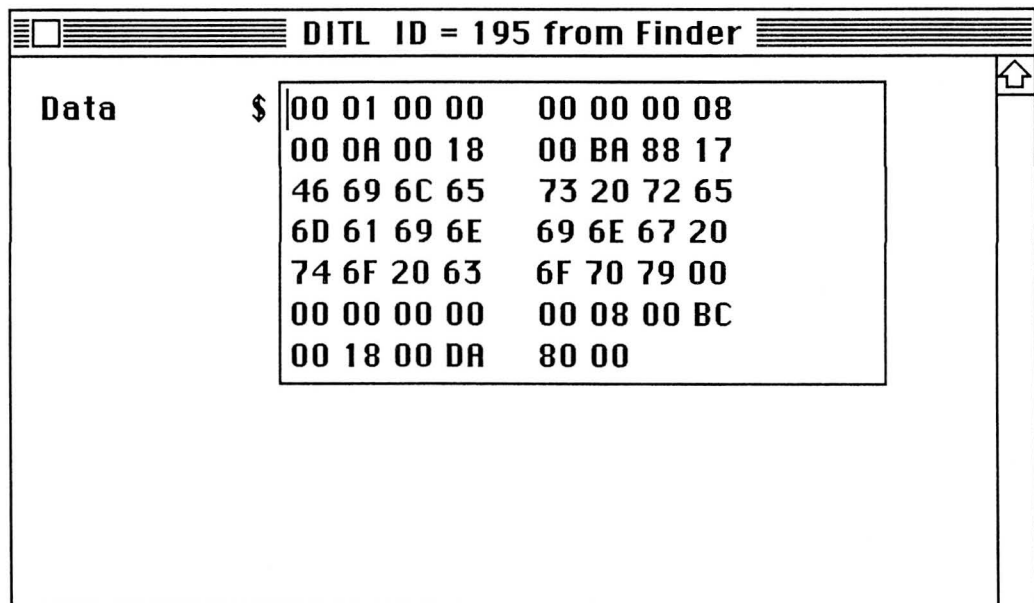 DITL ID = 195 from Finder
Data $ 00 01 00 00 00 00 00 08
00 0A 00 18 00 BA 88 17
46 69 6C 65 73 20 72 65
6D 61 69 6E 69 6E 67 20
74 6F 20 63 6F 70 79 00
00 00 00 00 00 08 00 BC
00 18 00 DA 80 00